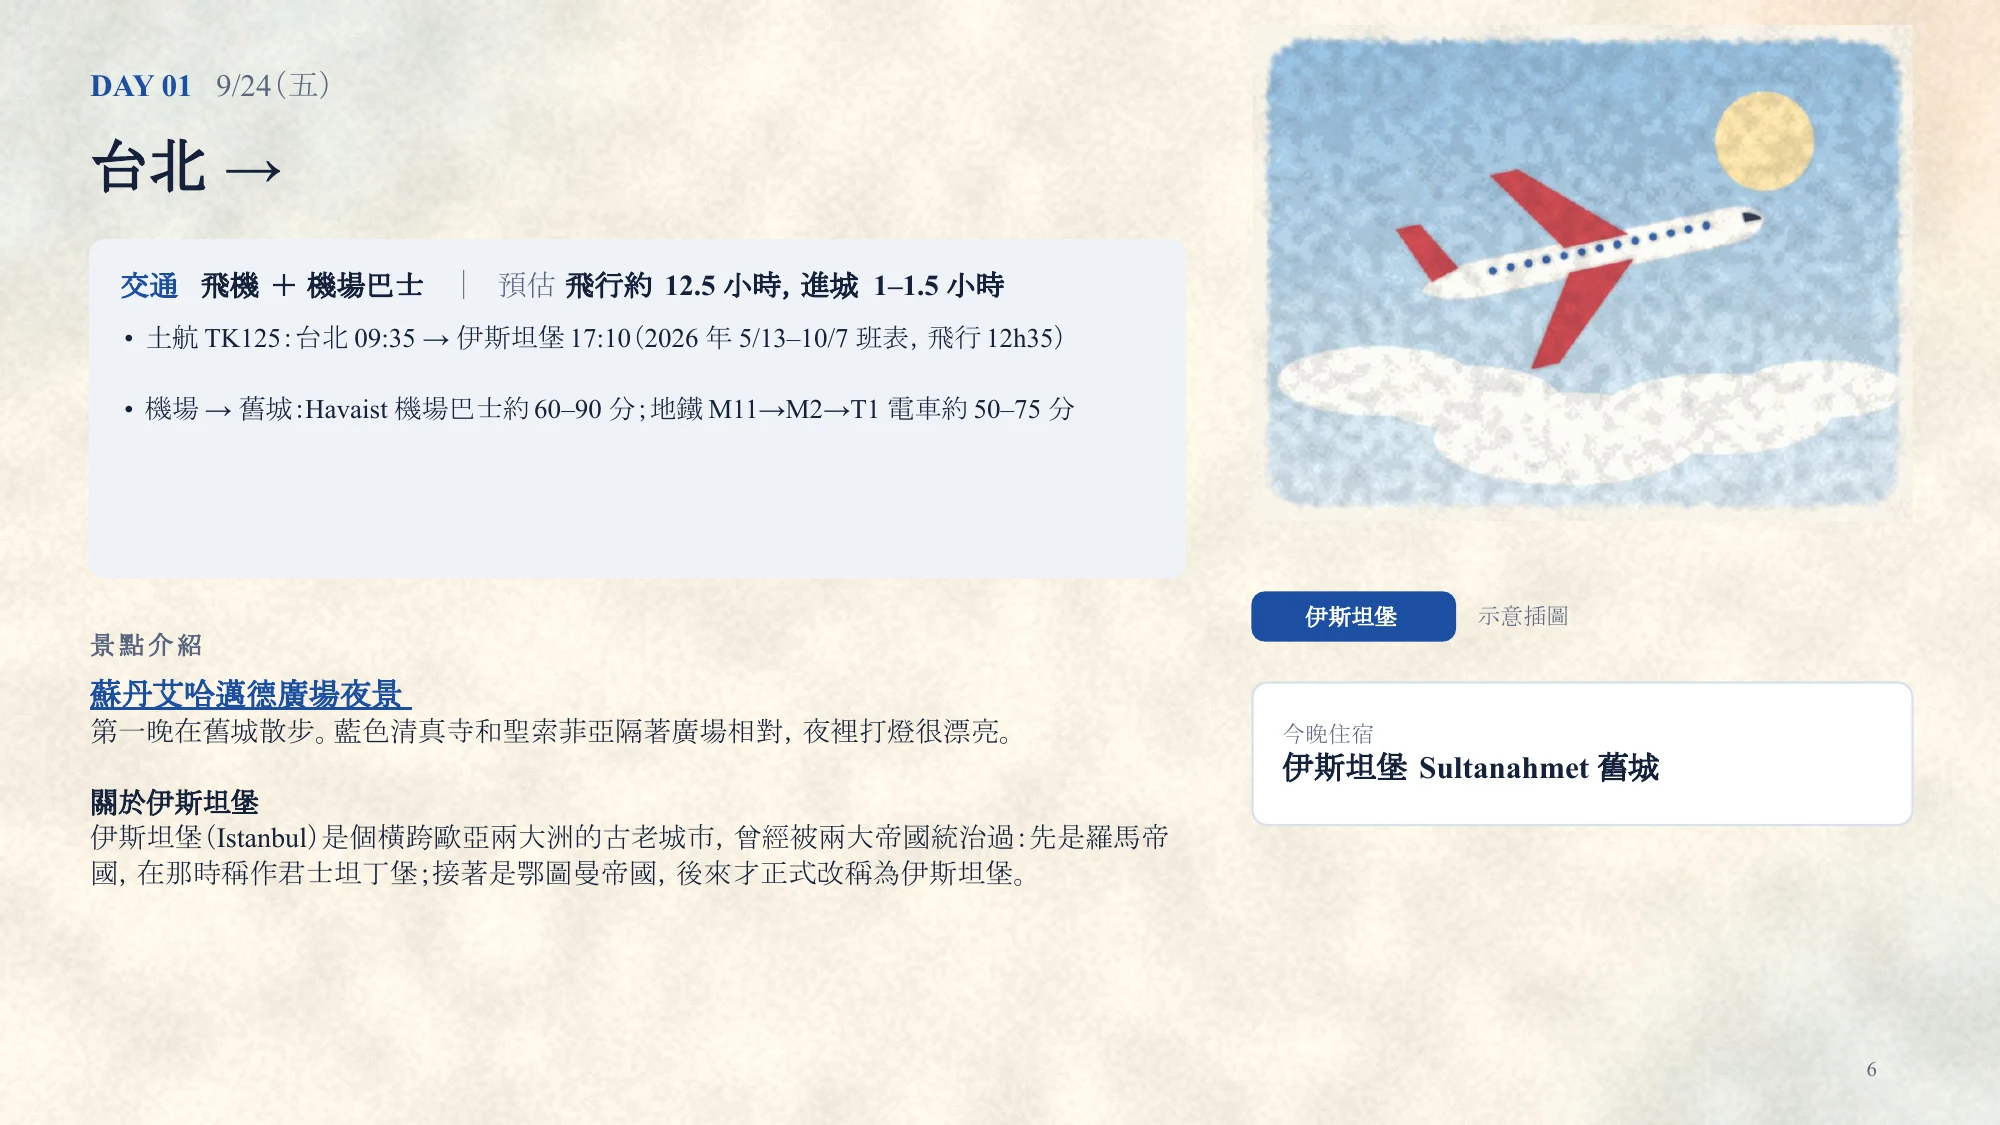 DAY 01 9/24（五）
台北 →
交通 飛機 ＋ 機場巴士 ｜ 預估 飛行約 12.5 小時，進城 1–1.5 小時
• 土航 TK125：台北 09:35 → 伊斯坦堡 17:10（2026 年 5/13–10/7 班表，飛行 12h35）
• 機場 → 舊城：Havaist 機場巴士約 60–90 分；地鐵 M11→M2→T1 電車約 50–75 分
景點介紹
蘇丹艾哈邁德廣場夜景
第一晚在舊城散步。藍色清真寺和聖索菲亞隔著廣場相對，夜裡打燈很漂亮。
關於伊斯坦堡
伊斯坦堡（Istanbul）是個橫跨歐亞兩大洲的古老城市，曾經被兩大帝國統治過：先是羅馬帝
國，在那時稱作君士坦丁堡；接著是鄂圖曼帝國，後來才正式改稱為伊斯坦堡。
伊斯坦堡 示意插圖
今晚住宿
伊斯坦堡 Sultanahmet 舊城
6